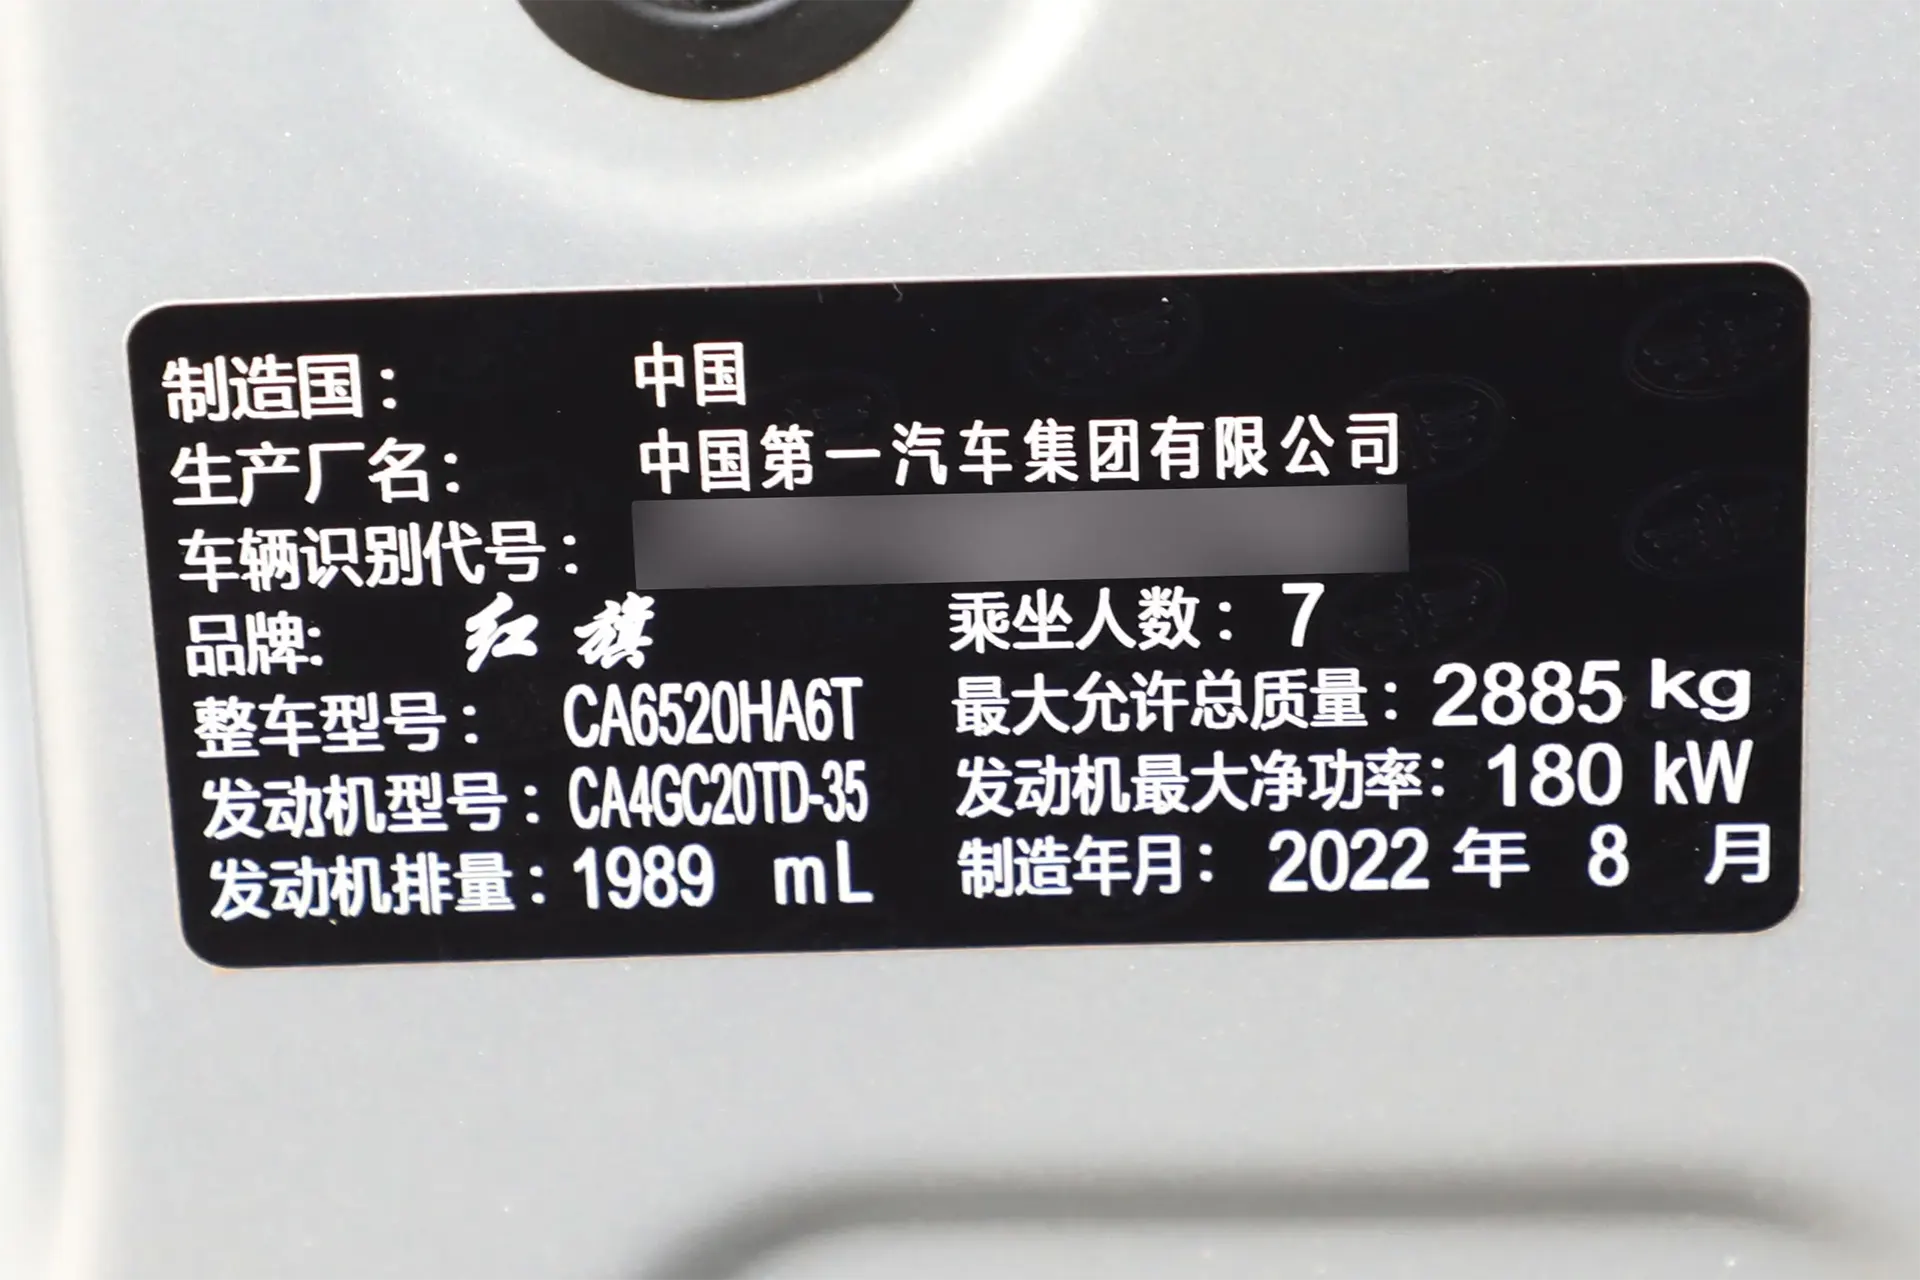 制造国： 中国
生产厂名： 中国第一汽车集团有限公司
车辆识别代号：
品牌: 红旗 乘坐人数：7
整车型号： CA6520HA6T 最大允许总质量：2885 kg
发动机型号：CA4GC20TD-35 发动机最大净功率：180 kW
发动机排量：1989 mL 制造年月：2022 年 8 月